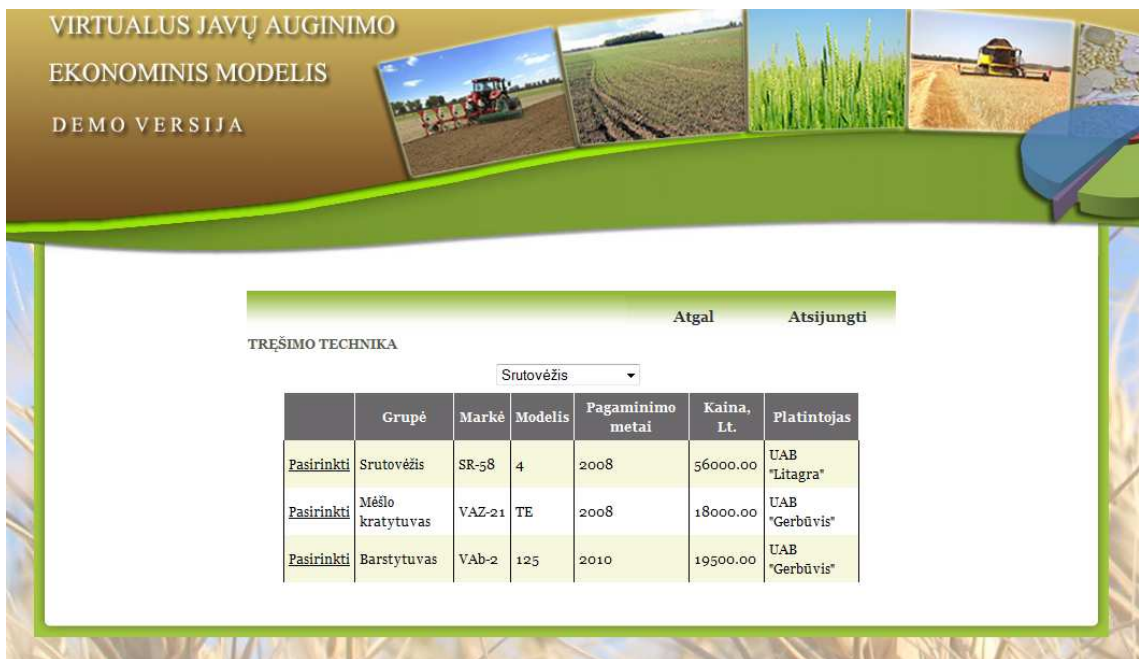 VIRTUALUS JAVŲ AUGINIMO
EKONOMINIS MODELIS
DEMO VERSIJA
Atgal Atsijungti
TRĘŠIMO TECHNIKA
Srutovėžis
Grupė Markė Modelis Pagaminimo metai Kaina, Lt. Platintojas
Pasirinkti Srutovėžis SR-58 4 2008 56000.00 UAB "Litagra"
Pasirinkti Mėšlo kratytuvas VAZ-21 TE 2008 18000.00 UAB "Gerbūvis"
Pasirinkti Barstytuvas VAb-2 125 2010 19500.00 UAB "Gerbūvis"